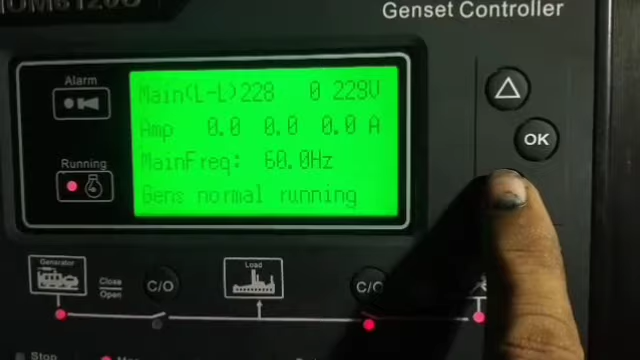 Genset Controller
Alarm
Main(L-L)228 0 229V
Amp 0.0 0.0 0.0 A
OK
Running
MainFreq: 60.0Hz
Gens normal running
Generator
Close
Open
C/O
Load
C/O
Stop